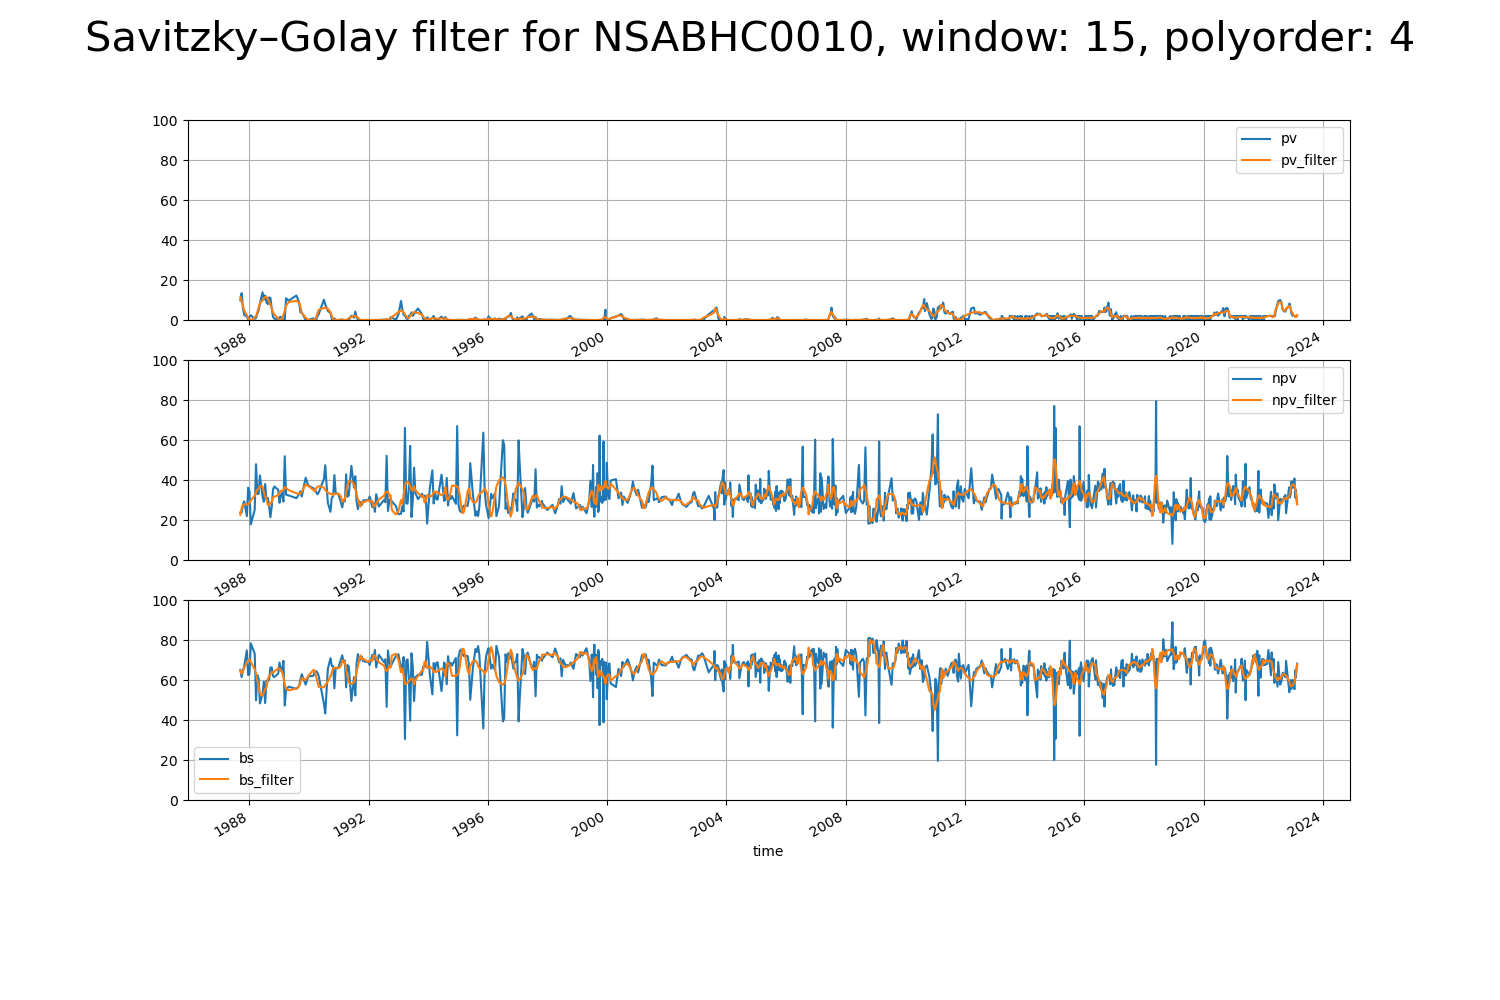 Savitzky–Golay filter for NSABHC0010, window: 15, polyorder: 4
100
80
60
40
20
0
pv
pv_filter
1988 1992 1996 2000 2004 2008 2012 2016 2020 2024
100
80
60
40
20
0
npv
npv_filter
1988 1992 1996 2000 2004 2008 2012 2016 2020 2024
100
80
60
40
20
0
bs
bs_filter
1988 1992 1996 2000 2004 2008 2012 2016 2020 2024
time